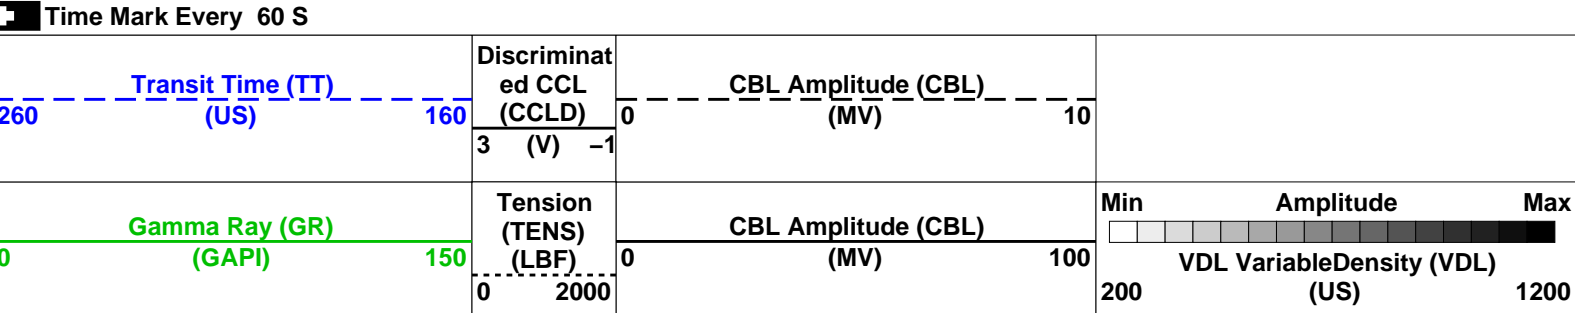 Time Mark Every 60 S
Discriminat
Transit Time (TT) ed CCL CBL Amplitude (CBL)
260 (US) 160 (CCLD) 0 (MV) 10
3 (V) –1
Tension Min Amplitude Max
Gamma Ray (GR) (TENS) CBL Amplitude (CBL)
0 (GAPI) 150 (LBF) 0 (MV) 100 VDL VariableDensity (VDL)
0 2000 200 (US) 1200